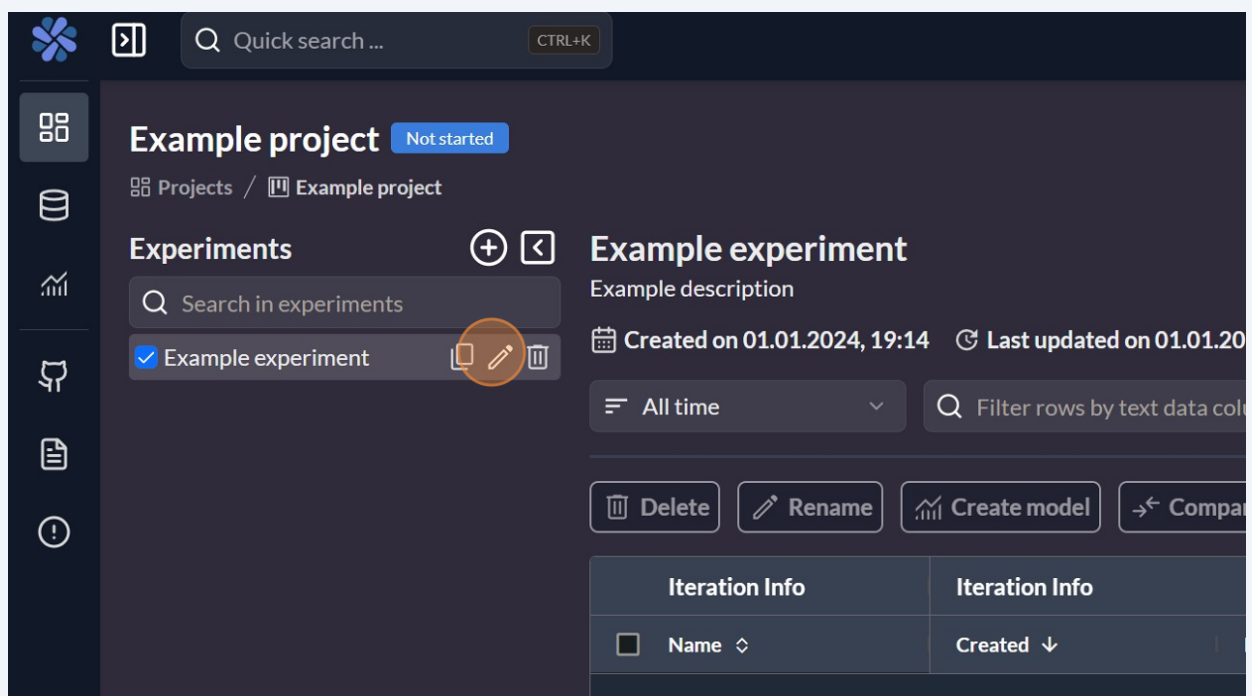 Quick search ... CTRL+K
Example project Not started
Projects / Example project
Experiments
Search in experiments
Example experiment
Example experiment
Example description
Created on 01.01.2024, 19:14 Last updated on 01.01.20
All time
Filter rows by text data colu
Delete Rename Create model Compar
Iteration Info Iteration Info
Name Created